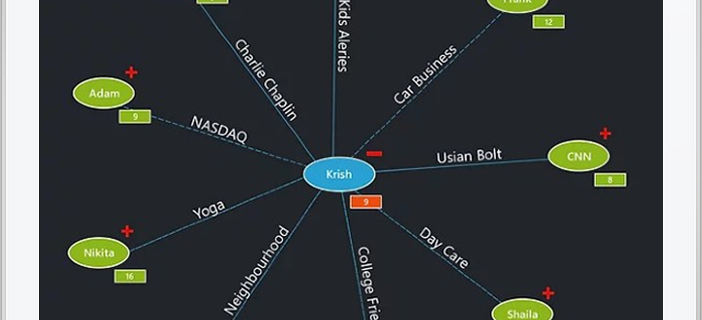 Frank
12
Kids Aleries
Charlie Chaplin
Car Business
Adam
9
NASDAQ
Usian Bolt
CNN
8
Krish
9
Yoga
Nikita
16
Neighbourhood
College Frie
Day Care
Shaila